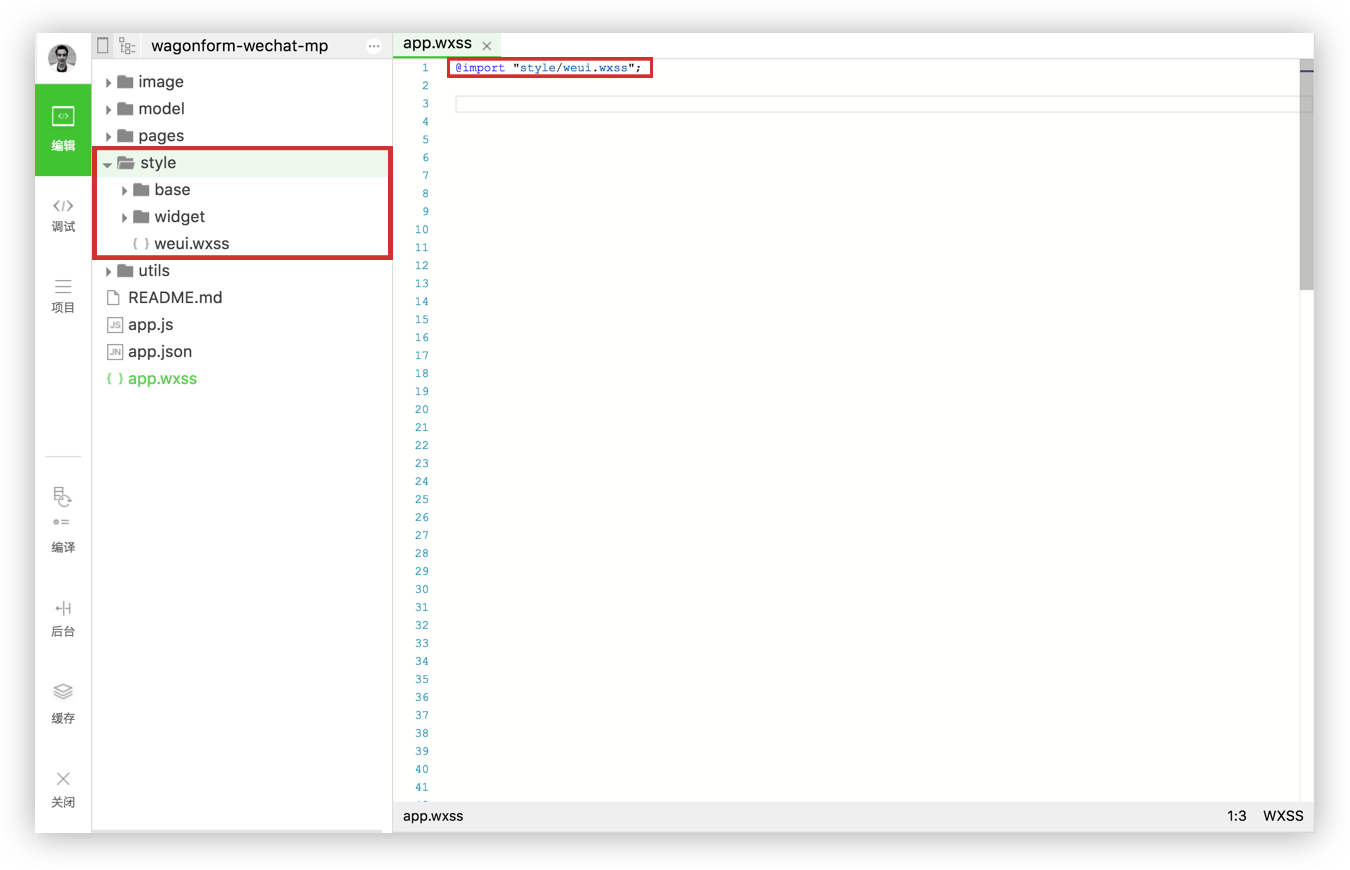 编辑
调试
项目
编译
后台
缓存
关闭
wagonform-wechat-mp
image
model
pages
style
base
widget
{ } weui.wxss
utils
README.md
JS app.js
JN app.json
{ } app.wxss
app.wxss
1 @import "style/weui.wxss";
2
3
4
5
6
7
8
9
10
11
12
13
14
15
16
17
18
19
20
21
22
23
24
25
26
27
28
29
30
31
32
33
34
35
36
37
38
39
40
41
app.wxss 1:3 WXSS